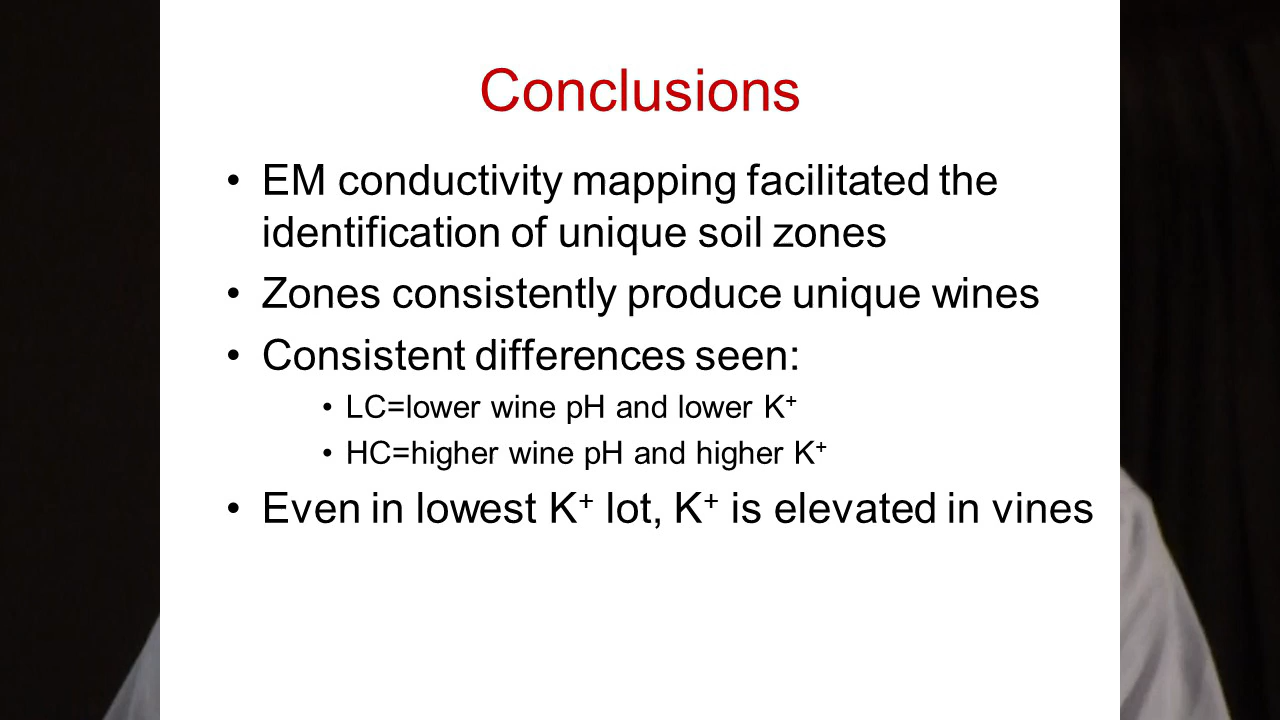 Conclusions
• EM conductivity mapping facilitated the
identification of unique soil zones
• Zones consistently produce unique wines
• Consistent differences seen:
• LC=lower wine pH and lower K⁺
• HC=higher wine pH and higher K⁺
• Even in lowest K⁺ lot, K⁺ is elevated in vines